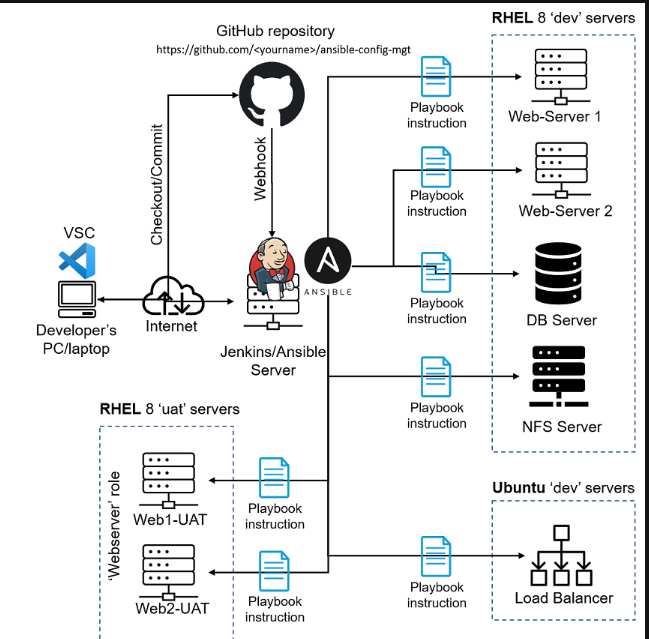 RHEL 8 ‘dev’ servers
GitHub repository
https://github.com/<yourname>/ansible-config-mgt
Playbook
instruction
Web-Server 1
Checkout/Commit
Webhook
Playbook
instruction
Web-Server 2
VSC
ANSIBLE
Playbook
instruction
DB Server
Developer’s
PC/laptop
Internet
Jenkins/Ansible
Server
Playbook
instruction
NFS Server
RHEL 8 ‘uat’ servers
‘Webserver’ role
Web1-UAT
Playbook
instruction
Web2-UAT
Playbook
instruction
Ubuntu ‘dev’ servers
Playbook
instruction
Load Balancer